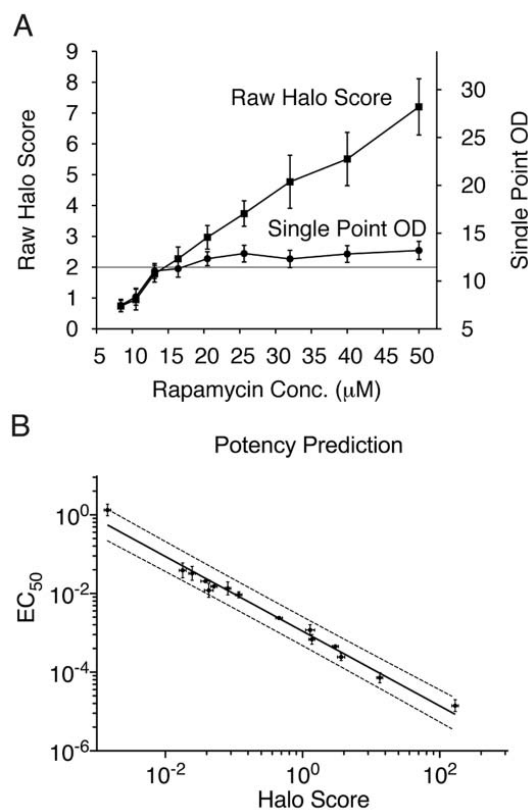 A
Raw Halo Score
9
8
7
6
5
4
3
2
1
0
Raw Halo Score
Single Point OD
30
25
20
15
10
5
Single Point OD
5 10 15 20 25 30 35 40 45 50
Rapamycin Conc. (μM)
B
Potency Prediction
EC50
10^0
10^-2
10^-4
10^-6
10^-2 10^0 10^2
Halo Score